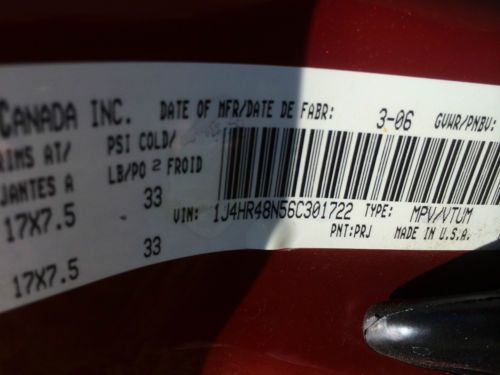 CANADA INC. DATE OF MFR/DATE DE FABR: 3-06 GVWR/PNBV:
RIMS AT/ PSI COLD/
JANTES A LB/PO 2 FROID
17X7.5 33 VIN: 1J4HR48N56C301722 TYPE: MPV/VTUM
17X7.5 33 PNT:PRJ MADE IN U.S.A.